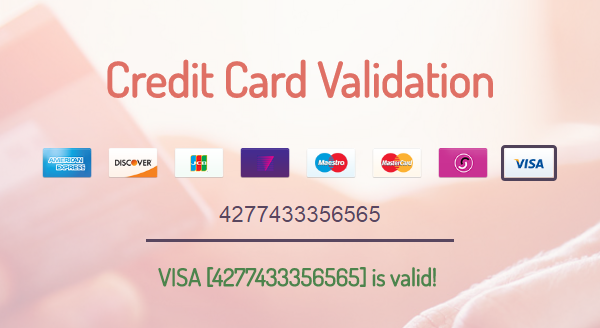 Credit Card Validation
AMERICAN EXPRESS DISCOVER JCB Maestro MasterCard VISA
4277433356565
VISA [4277433356565] is valid!